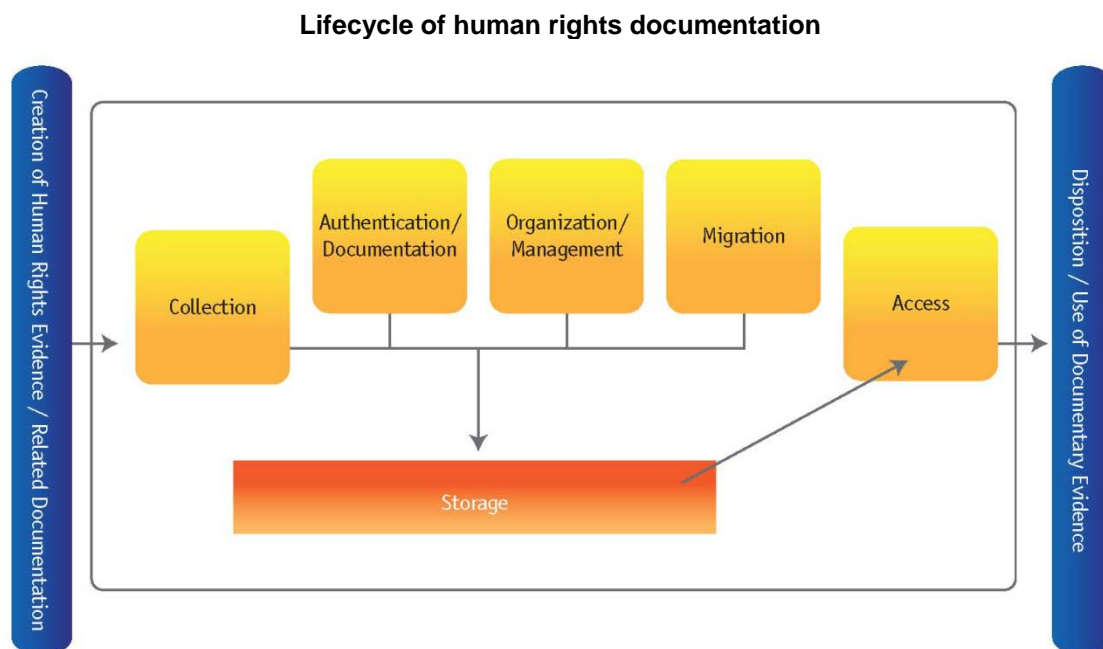 Lifecycle of human rights documentation
Creation of Human Rights Evidence / Related Documentation
Collection
Authentication/
Documentation
Organization/
Management
Migration
Access
Storage
Disposition / Use of Documentary Evidence